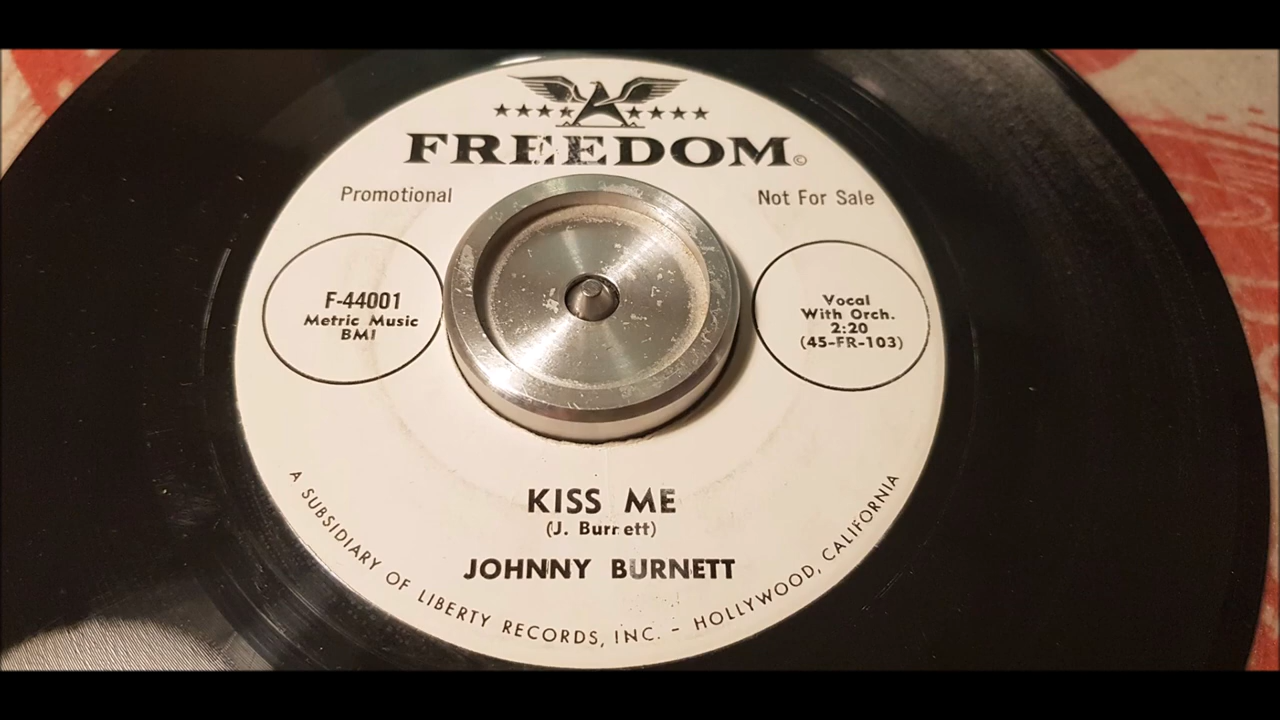 FREEDOM©
Promotional
Not For Sale
F-44001
Metric Music
BMI
Vocal
With Orch.
2:20
(45-FR-103)
KISS ME
(J. Burnett)
JOHNNY BURNETT
A SUBSIDIARY OF LIBERTY RECORDS, INC. - HOLLYWOOD, CALIFORNIA